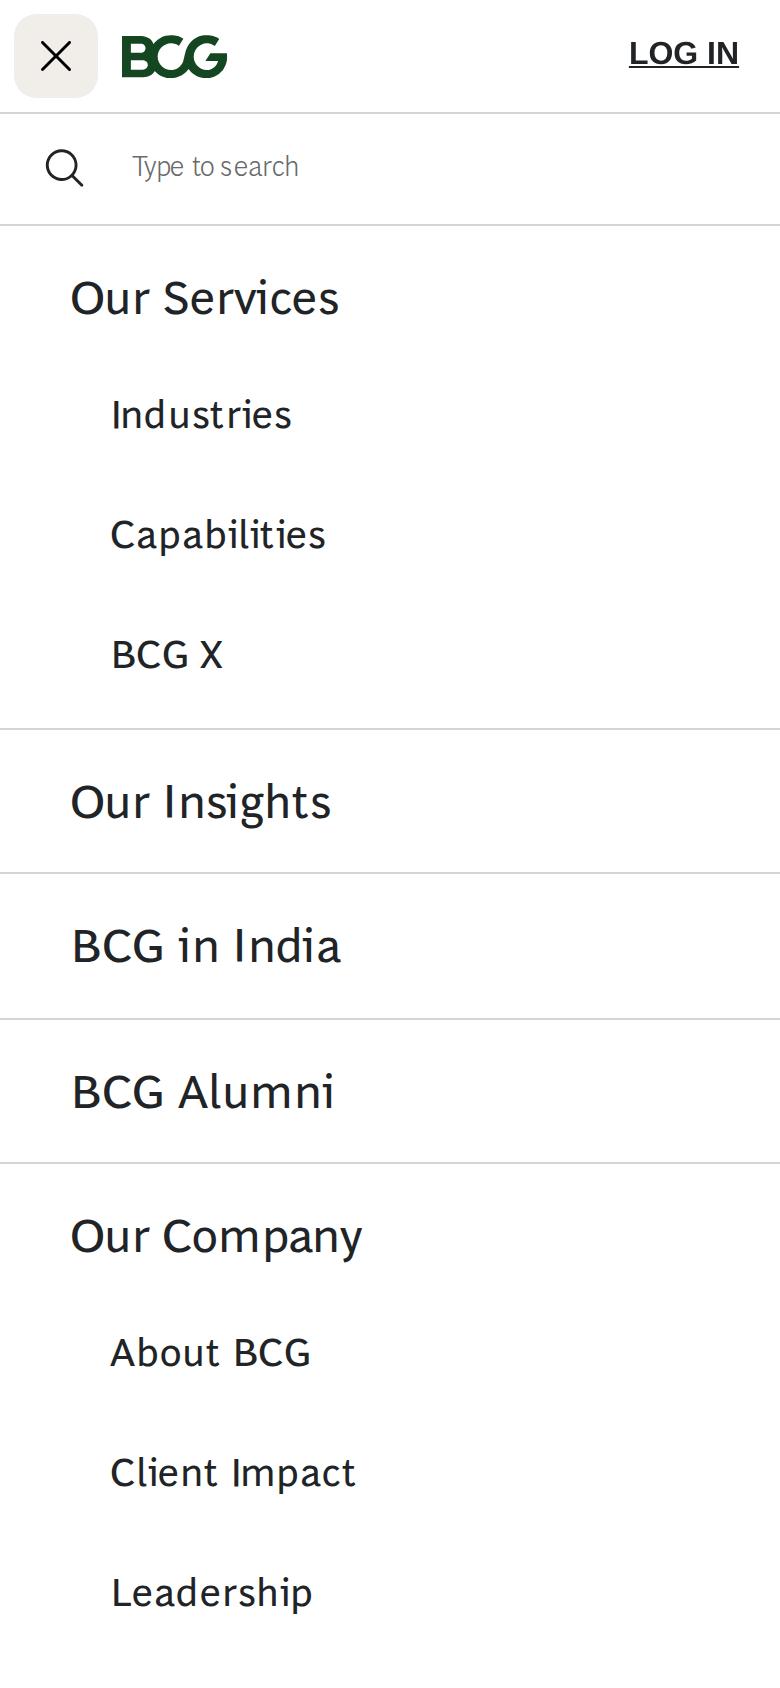 BCG
LOG IN
Type to search
Our Services
Industries
Capabilities
BCG X
Our Insights
BCG in India
BCG Alumni
Our Company
About BCG
Client Impact
Leadership